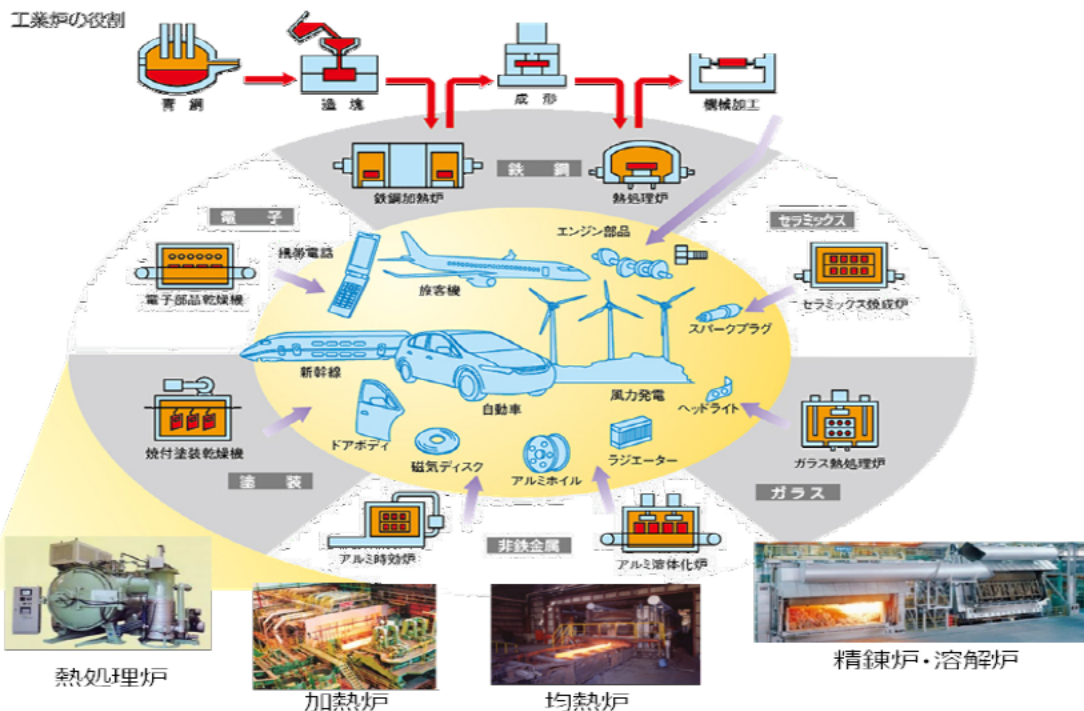 工業炉の役割
青鋼
造塊
成形
機械加工
鉄鋼
鉄鋼加熱炉
熱処理炉
電子
セラミックス
携帯電話
旅客機
エンジン部品
電子部品乾燥機
セラミックス焼成炉
スパークプラグ
新幹線
自動車
風力発電
ヘッドライト
焼付塗装乾燥機
ドアボディ
磁気ディスク
アルミホイル
ラジエーター
ガラス熱処理炉
塗装
ガラス
アルミ時効炉
非鉄金属
アルミ溶体化炉
熱処理炉
加熱炉
均熱炉
精錬炉・溶解炉